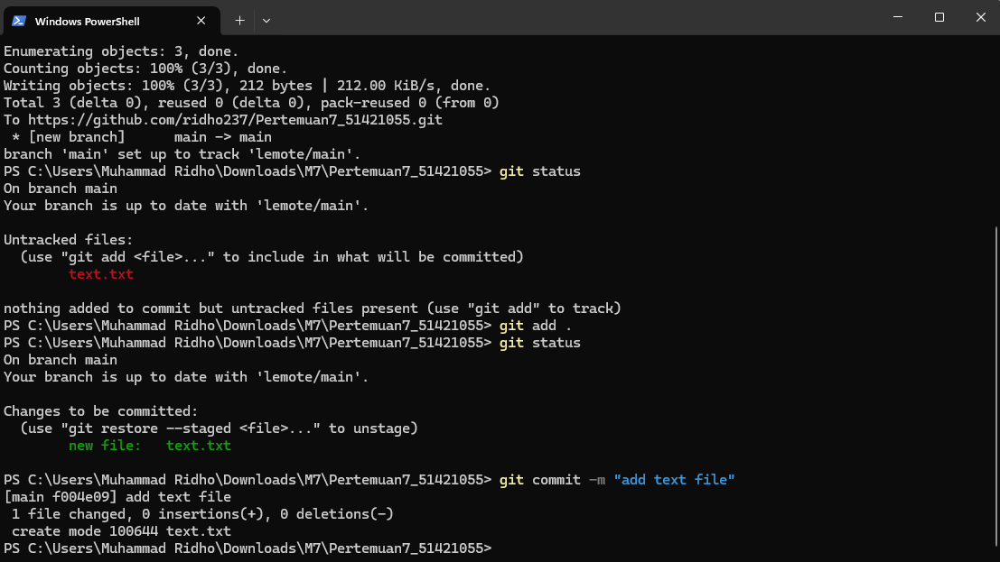 Windows PowerShell
Enumerating objects: 3, done.
Counting objects: 100% (3/3), done.
Writing objects: 100% (3/3), 212 bytes | 212.00 KiB/s, done.
Total 3 (delta 0), reused 0 (delta 0), pack-reused 0 (from 0)
To https://github.com/ridho237/Pertemuan7_51421055.git
 * [new branch]      main -> main
branch 'main' set up to track 'lemote/main'.
PS C:\Users\Muhammad Ridho\Downloads\M7\Pertemuan7_51421055> git status
On branch main
Your branch is up to date with 'lemote/main'.
Untracked files:
  (use "git add <file>..." to include in what will be committed)
        text.txt
nothing added to commit but untracked files present (use "git add" to track)
PS C:\Users\Muhammad Ridho\Downloads\M7\Pertemuan7_51421055> git add .
PS C:\Users\Muhammad Ridho\Downloads\M7\Pertemuan7_51421055> git status
On branch main
Your branch is up to date with 'lemote/main'.
Changes to be committed:
  (use "git restore --staged <file>..." to unstage)
        new file:   text.txt
PS C:\Users\Muhammad Ridho\Downloads\M7\Pertemuan7_51421055> git commit -m "add text file"
[main f004e09] add text file
 1 file changed, 0 insertions(+), 0 deletions(-)
 create mode 100644 text.txt
PS C:\Users\Muhammad Ridho\Downloads\M7\Pertemuan7_51421055>